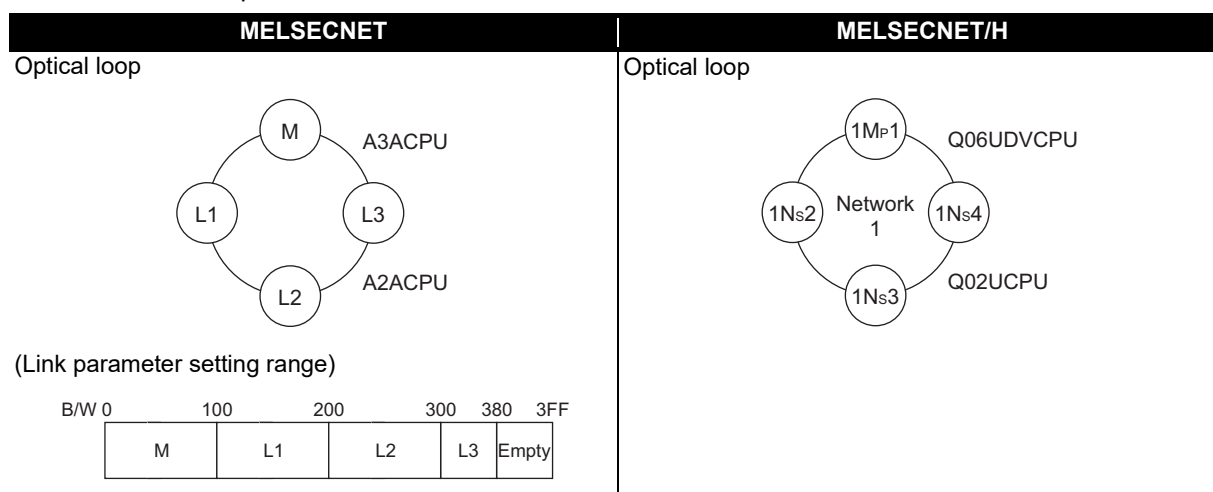 MELSECNET
MELSECNET/H
Optical loop
M
A3ACPU
L1
L3
L2
A2ACPU
(Link parameter setting range)
B/W 0 100 200 300 380 3FF
M L1 L2 L3 Empty
Optical loop
1MP1
Q06UDVCPU
1NS2
Network
1
1NS4
1NS3
Q02UCPU